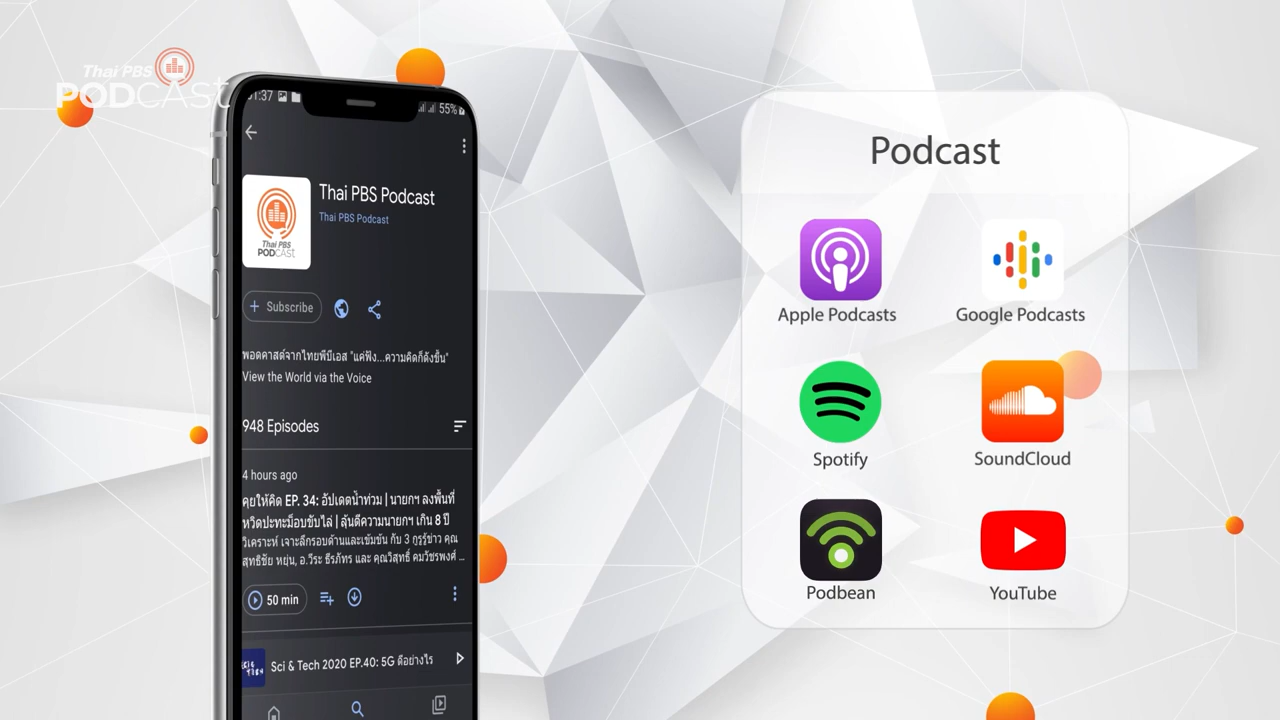 Thai PBS
PODCAST
01:37
55%
Thai PBS Podcast
Thai PBS Podcast
Thai PBS
PODCAST
+ Subscribe
พอดคาสต์จากไทยพีบีเอส "แค่ฟัง...ความคิดก็ดังขึ้น"
View the World via the Voice
948 Episodes
4 hours ago
คุยให้คิด EP. 34: อัปเดตน้ำท่วม | นายกฯ ลงพื้นที่
หวิดปะทะม็อบขับไล่ | ลุ้นตีความนายกฯ เกิน 8 ปี
วิเคราะห์ เจาะลึกรอบด้านและเข้มข้น กับ 3 กูรูรู้ข่าว คุณ
สุทธิชัย หยุ่น, อ.วีระ ธีรภัทร และ คุณวิสุทธิ์ คมวัชรพงศ์ ...
50 min
SCI &
TECH
Sci & Tech 2020 EP.40: 5G ดีอย่างไร
Podcast
Apple Podcasts
Google Podcasts
Spotify
SoundCloud
Podbean
YouTube